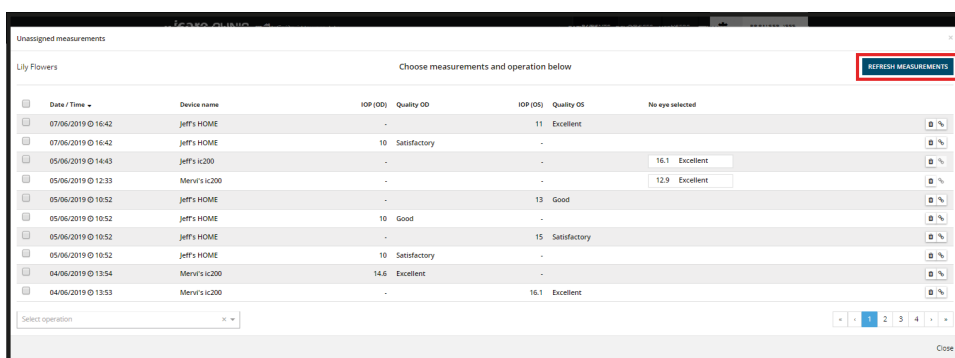 icare CLINIC
Unassigned measurements ×
Lily Flowers Choose measurements and operation below REFRESH MEASUREMENTS
Date / Time Device name IOP (OD) Quality OD IOP (OS) Quality OS No eye selected
07/06/2019 16:42 Jeff's HOME - 11 Excellent
07/06/2019 16:42 Jeff's HOME 10 Satisfactory -
05/06/2019 14:43 Jeff's ic200 - - 16.1 Excellent
05/06/2019 12:33 Mervi's ic200 - - 12.9 Excellent
05/06/2019 10:52 Jeff's HOME - 13 Good
05/06/2019 10:52 Jeff's HOME 10 Good -
05/06/2019 10:52 Jeff's HOME - 15 Satisfactory
05/06/2019 10:52 Jeff's HOME 10 Satisfactory -
04/06/2019 13:54 Mervi's ic200 14.6 Excellent -
04/06/2019 13:53 Mervi's ic200 - 16.1 Excellent
Select operation × « ‹ 1 2 3 4 › »
Close